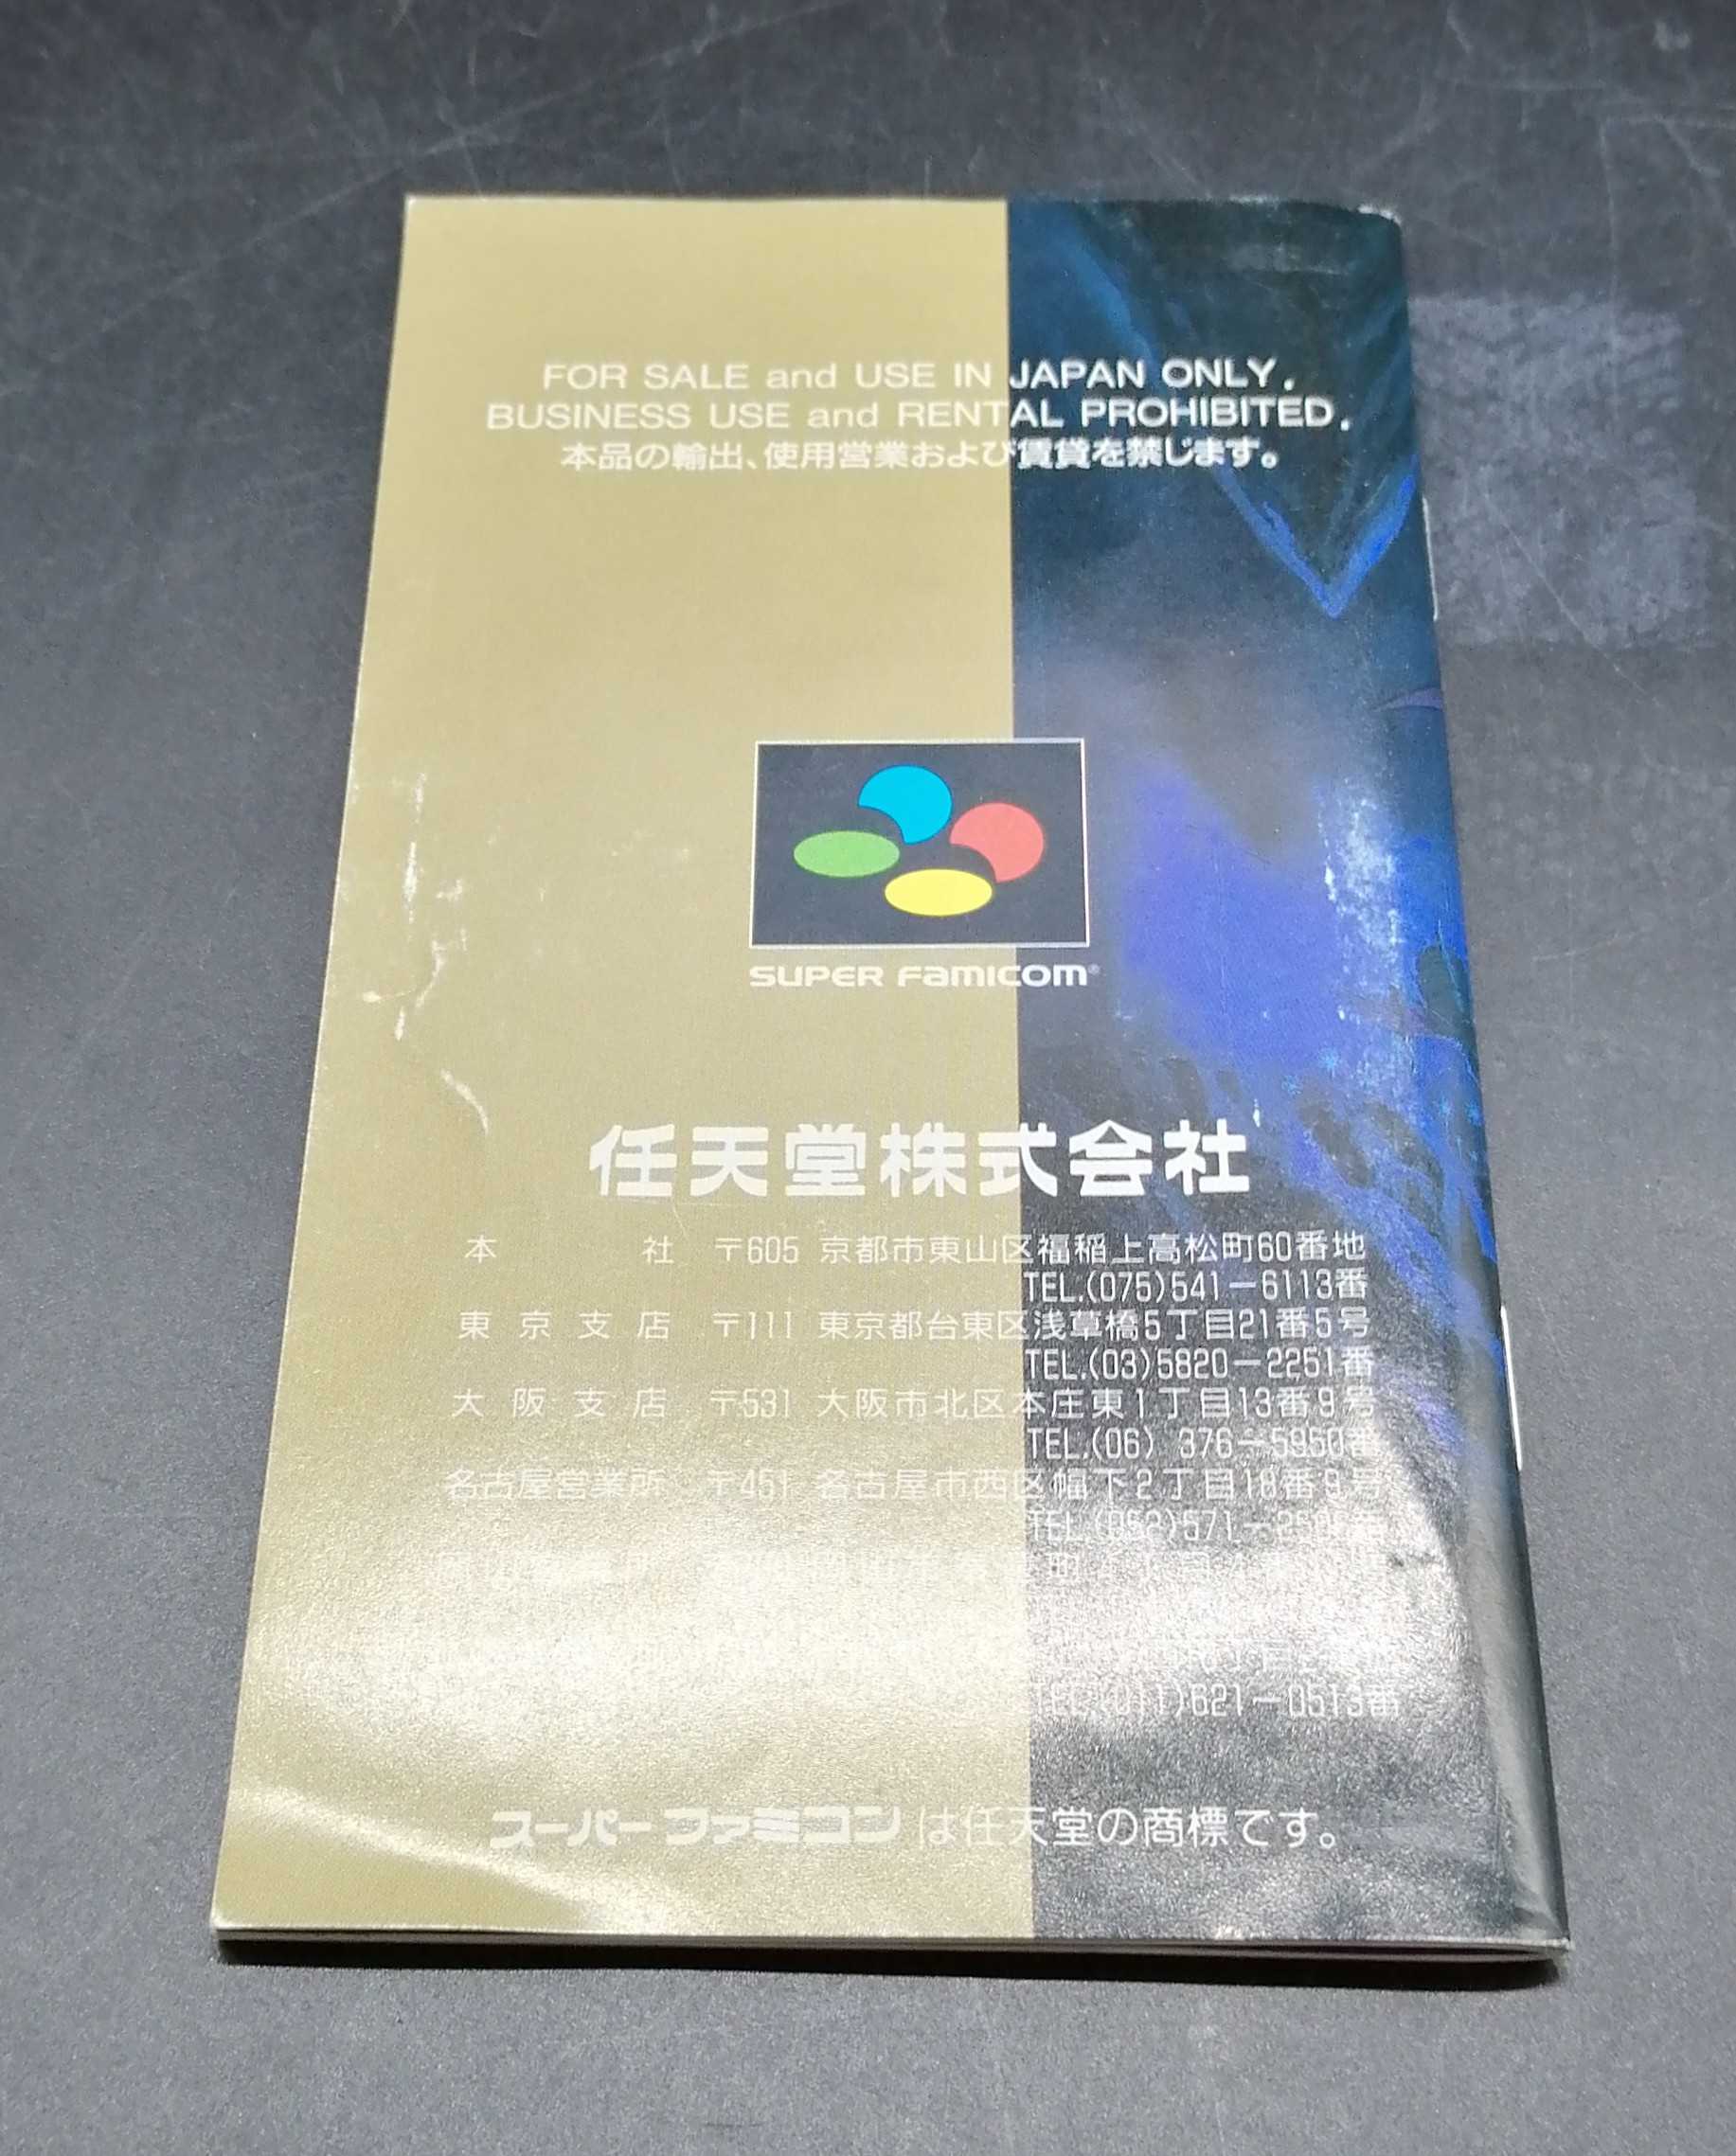 FOR SALE and USE IN JAPAN ONLY.
BUSINESS USE and RENTAL PROHIBITED.
本品の輸出、使用営業および賃貸を禁じます。
SUPER FAMICOM®
任天堂株式会社
本 社 〒605 京都市東山区福稲上高松町60番地
TEL.(075)541-6113番
東京支店 〒111 東京都台東区浅草橋5丁目21番5号
TEL.(03)5820-2251番
大阪支店 〒531 大阪市北区本庄東1丁目13番9号
TEL.(06) 376-5950番
名古屋営業所 〒451 名古屋市西区幅下2丁目18番9号
TEL.(052)571-
TEL.(011)621-0513番
スーパーファミコンは任天堂の商標です。